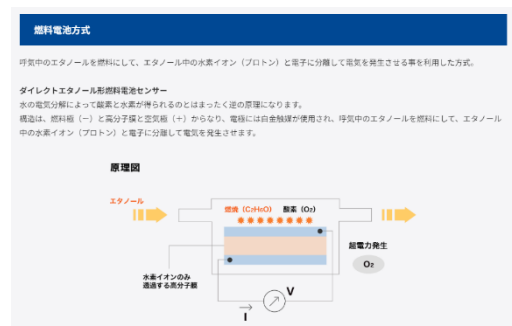 燃料電池方式
呼気中のエタノールを燃料にして、エタノール中の水素イオン（プロトン）と電子に分離して電気を発生させる事を利用した方式。
ダイレクトエタノール形燃料電池センサー
水の電気分解によって酸素と水素が得られるのとはまったく逆の原理になります。
構造は、燃料極（−）と高分子膜と空気極（+）からなり、電極には白金触媒が使用され、呼気中のエタノールを燃料にして、エタノール
中の水素イオン（プロトン）と電子に分離して電気を発生させます。
原理図
エタノール
燃焼（C2H6O） 酸素（O2）
超電力発生
O2
水素イオンのみ
透過する高分子膜
V
I